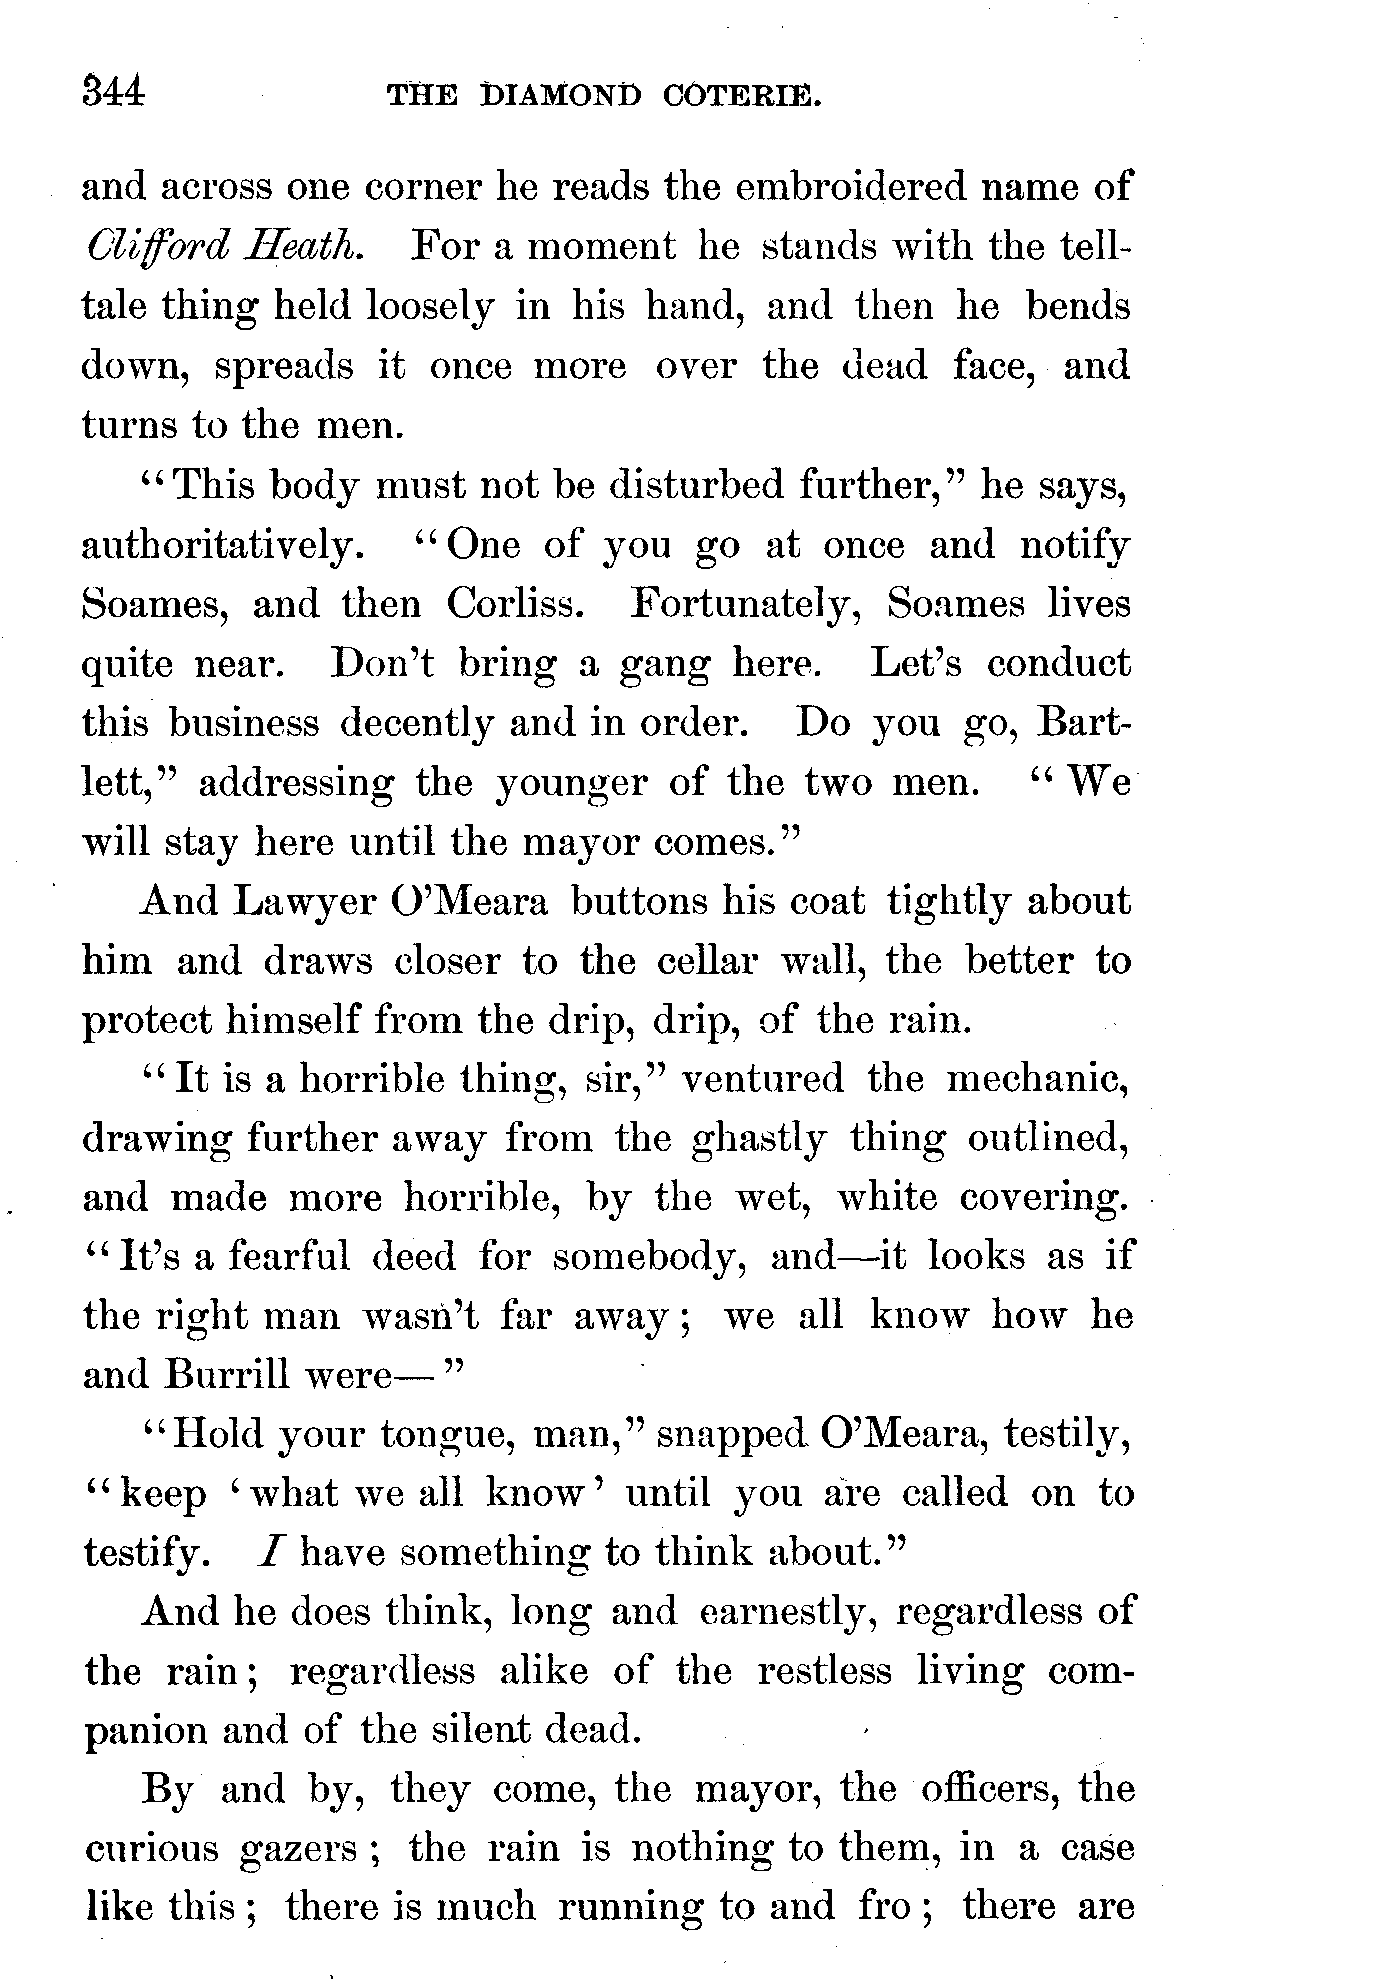 344 THE DIAMOND COTERIE.
and across one corner he reads the embroidered name of
Clifford Heath. For a moment he stands with the tell-
tale thing held loosely in his hand, and then he bends
down, spreads it once more over the dead face, and
turns to the men.
"This body must not be disturbed further," he says,
authoritatively. "One of you go at once and notify
Soames, and then Corliss. Fortunately, Soames lives
quite near. Don't bring a gang here. Let's conduct
this business decently and in order. Do you go, Bart-
lett," addressing the younger of the two men. "We
will stay here until the mayor comes."
And Lawyer O'Meara buttons his coat tightly about
him and draws closer to the cellar wall, the better to
protect himself from the drip, drip, of the rain.
"It is a horrible thing, sir," ventured the mechanic,
drawing further away from the ghastly thing outlined,
and made more horrible, by the wet, white covering.
"It's a fearful deed for somebody, and—it looks as if
the right man wasn't far away; we all know how he
and Burrill were—"
"Hold your tongue, man," snapped O'Meara, testily,
"keep 'what we all know' until you are called on to
testify. I have something to think about."
And he does think, long and earnestly, regardless of
the rain; regardless alike of the restless living com-
panion and of the silent dead.
By and by, they come, the mayor, the officers, the
curious gazers; the rain is nothing to them, in a case
like this; there is much running to and fro; there are